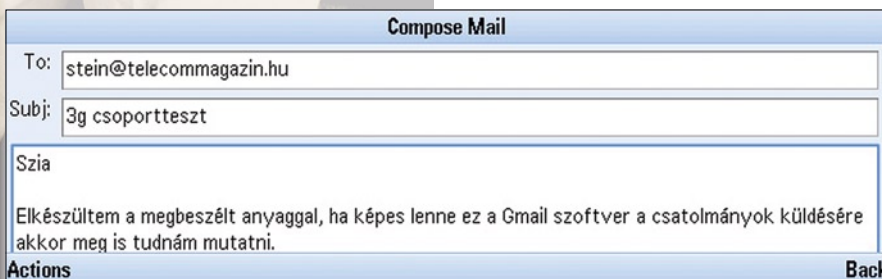 Compose Mail
To: stein@telecommagazin.hu
Subj: 3g csoportteszt
Szia
Elkészültem a megbeszélt anyaggal, ha képes lenne ez a Gmail szoftver a csatolmányok küldésére
akkor meg is tudnám mutatni.
Actions Back